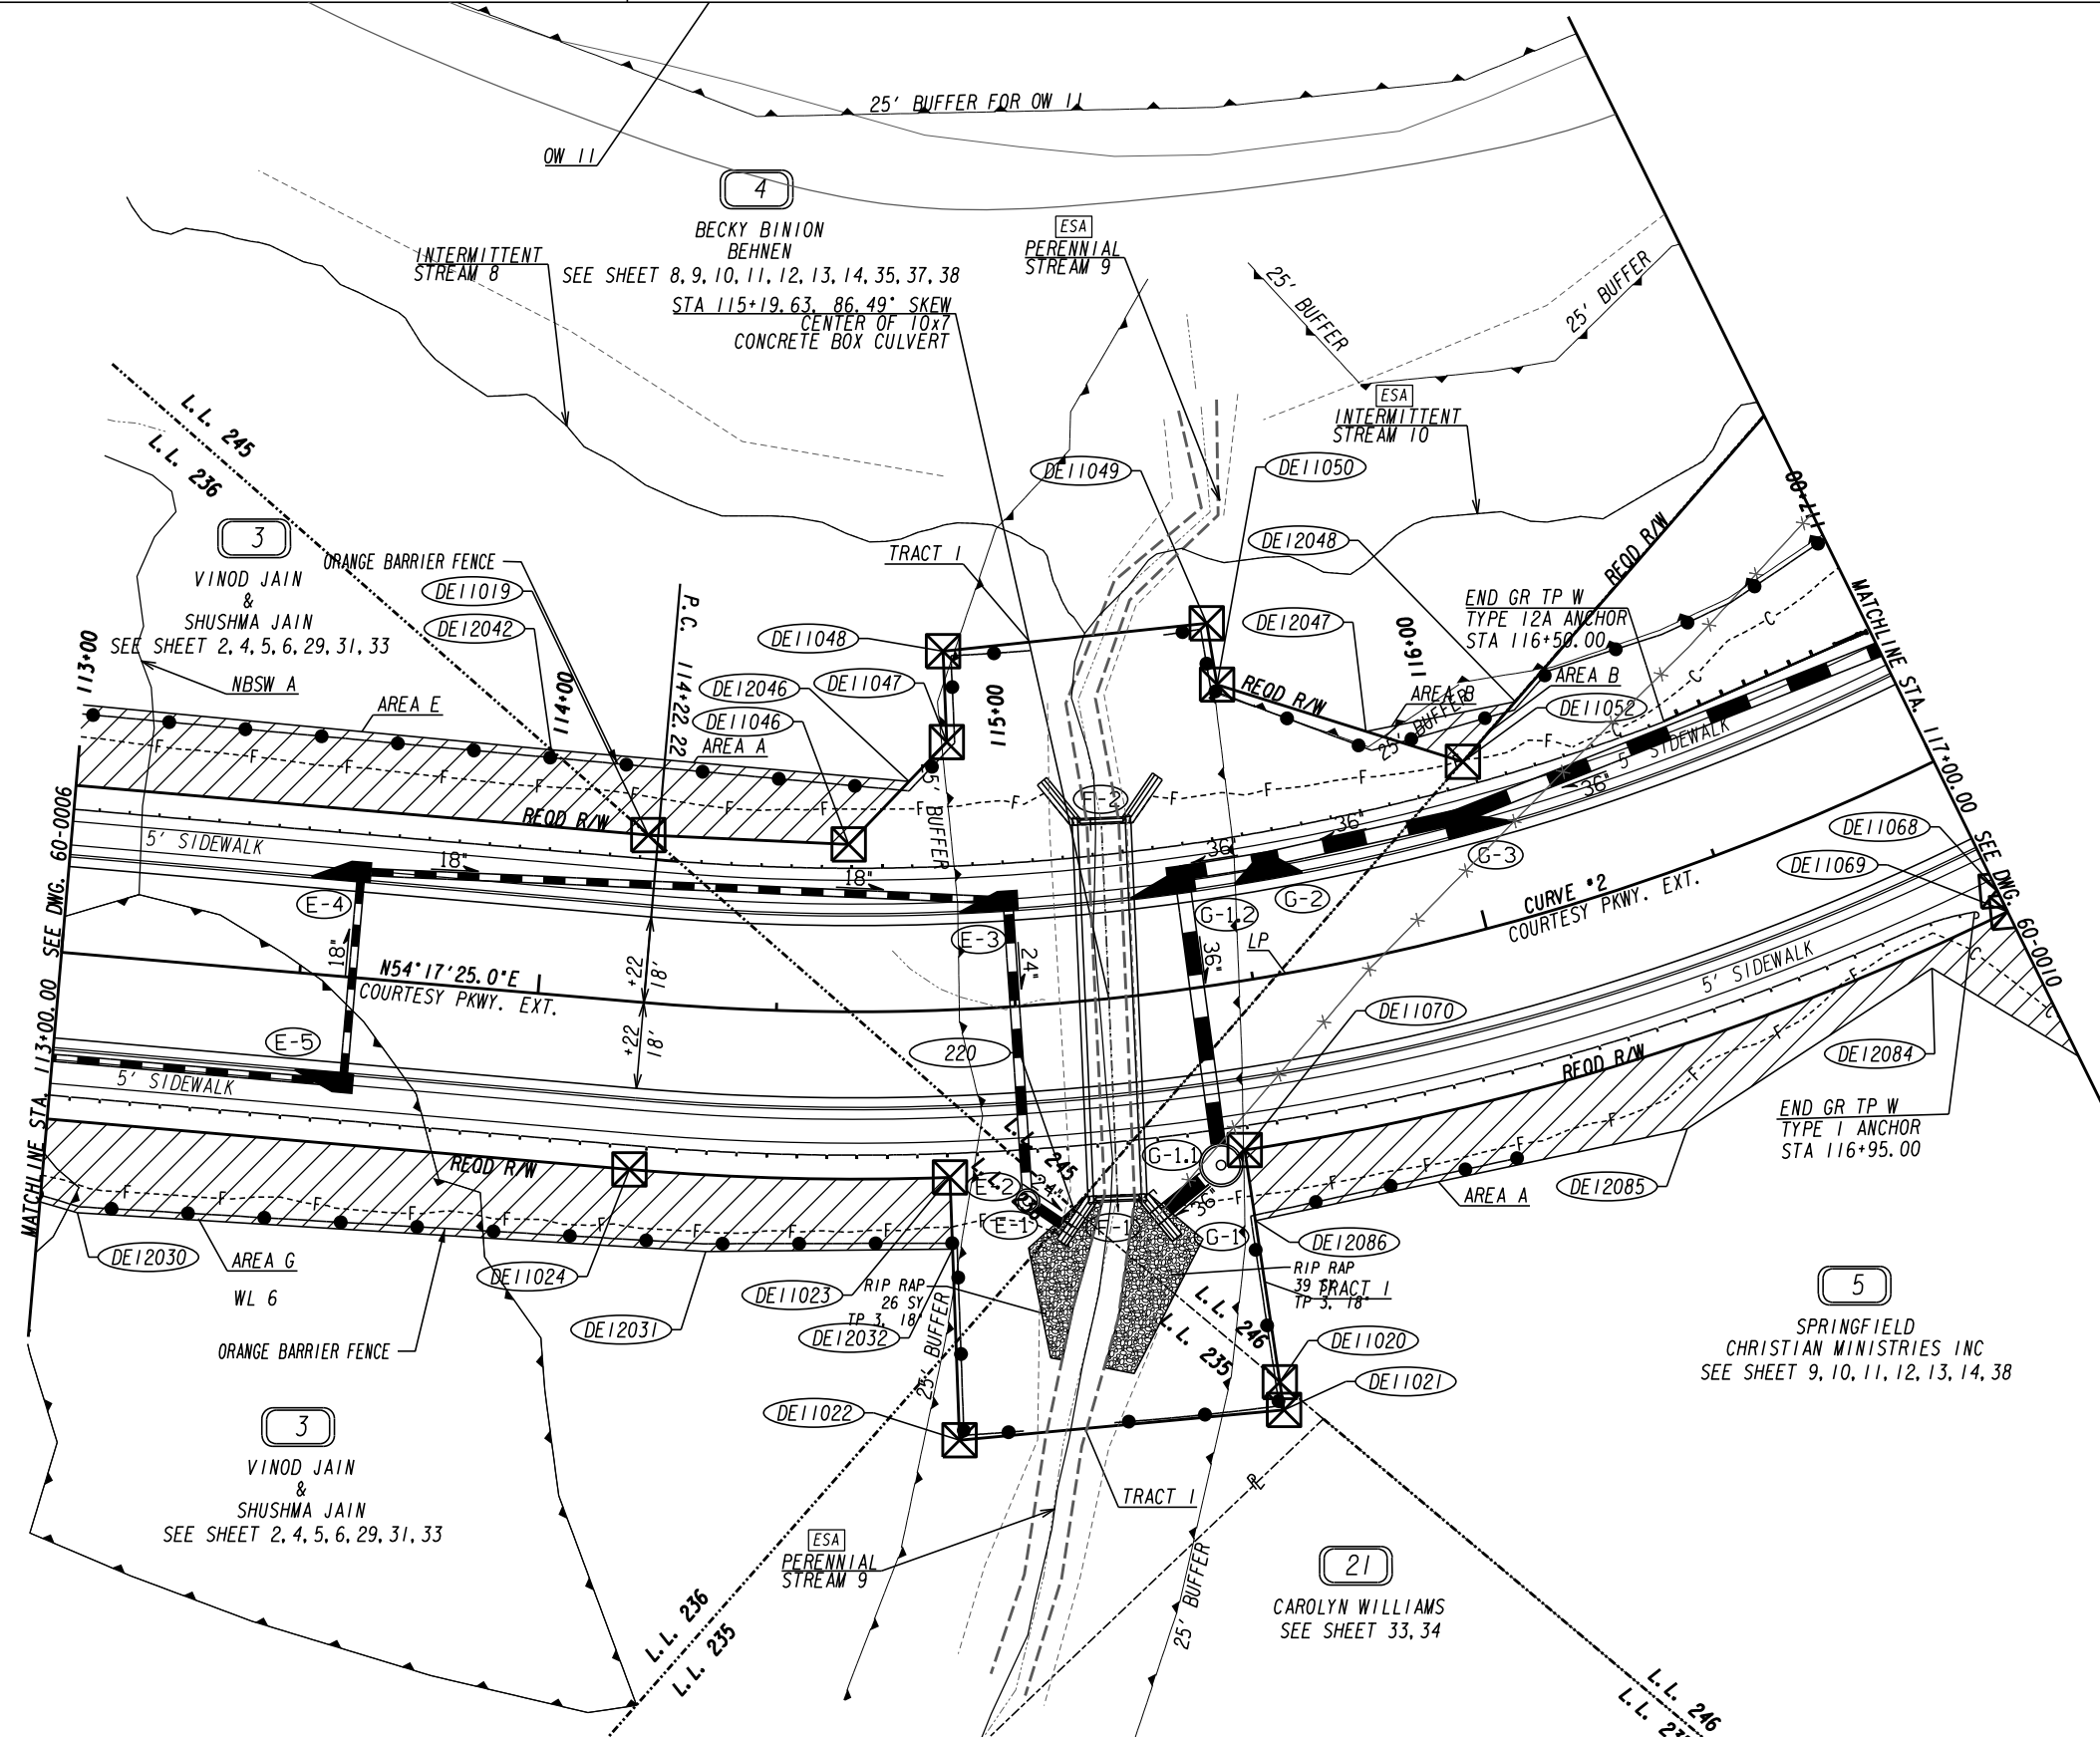 25' BUFFER FOR OW 11
OW 11
4
BECKY BINION
BEHNEN
SEE SHEET 8, 9, 10, 11, 12, 13, 14, 35, 37, 38
STA 115+19.63, 86.49° SKEW
CENTER OF 10x7
CONCRETE BOX CULVERT
INTERMITTENT
STREAM 8
ESA
PERENNIAL
STREAM 9
25' BUFFER
25' BUFFER
ESA
INTERMITTENT
STREAM 10
L.L. 245
L.L. 236
3
VINOD JAIN
&
SHUSHMA JAIN
SEE SHEET 2, 4, 5, 6, 29, 31, 33
NBSW A
ORANGE BARRIER FENCE
DE11019
DE12042
113+00
114+00
P.C. 114+22.22
115+00
116+00
117+00
AREA E
AREA A
DE12046
DE11046
DE11048
DE11047
TRACT 1
DE11049
DE11050
DE12048
DE12047
REQD R/W
REQD R/W
END GR TP W
TYPE 12A ANCHOR
STA 116+50.00
AREA B
AREA B
DE11052
25' BUFFER
25' BUFFER
MATCHLINE STA. 117+00.00 SEE DWG. 60-0010
MATCHLINE STA. 113+00.00 SEE DWG. 60-0006
REQD R/W
5' SIDEWALK
5' SIDEWALK
18"
18"
18"
E-4
E-5
E-3
24"
F-2
36"
36"
36"
36"
G-1.2
G-2
G-3
LP
CURVE #2
COURTESY PKWY. EXT.
N54°17'25.0"E
COURTESY PKWY. EXT.
+22
18'
+22
18'
220
DE11068
DE11069
DE11070
5' SIDEWALK
DE12084
REQD R/W
END GR TP W
TYPE 1 ANCHOR
STA 116+95.00
5' SIDEWALK
REQD R/W
L.L. 245
L.L. 236
G-1.1
E-2
24"
E-1
F-1
36"
G-1
DE12030
AREA G
WL 6
ORANGE BARRIER FENCE
DE11024
DE12031
DE11023
DE12032
RIP RAP
26 SY
TP 3, 18"
25' BUFFER
RIP RAP
39 SY
TP 3, 18"
TRACT 1
DE12086
AREA A
DE12085
L.L. 246
L.L. 235
DE11020
DE11021
DE11022
5
SPRINGFIELD
CHRISTIAN MINISTRIES INC
SEE SHEET 9, 10, 11, 12, 13, 14, 38
3
VINOD JAIN
&
SHUSHMA JAIN
SEE SHEET 2, 4, 5, 6, 29, 31, 33
TRACT 1
ESA
PERENNIAL
STREAM 9
25' BUFFER
21
CAROLYN WILLIAMS
SEE SHEET 33, 34
L.L. 236
L.L. 235
L.L. 246